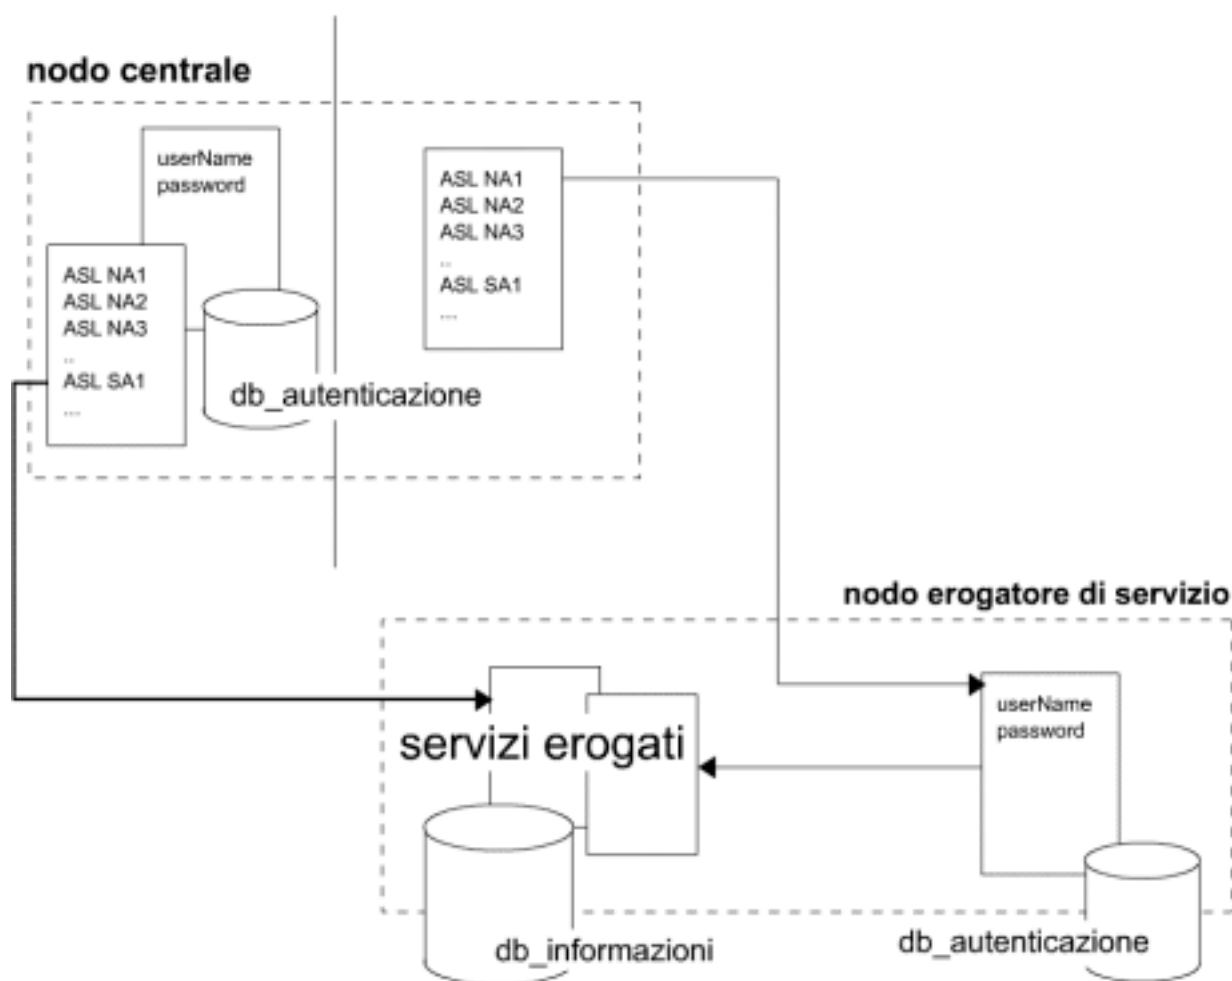 nodo centrale
userName
password
ASL NA1
ASL NA2
ASL NA3
..
ASL SA1
...
db_autenticazione
ASL NA1
ASL NA2
ASL NA3
..
ASL SA1
...
nodo erogatore di servizio
servizi erogati
userName
password
db_informazioni
db_autenticazione